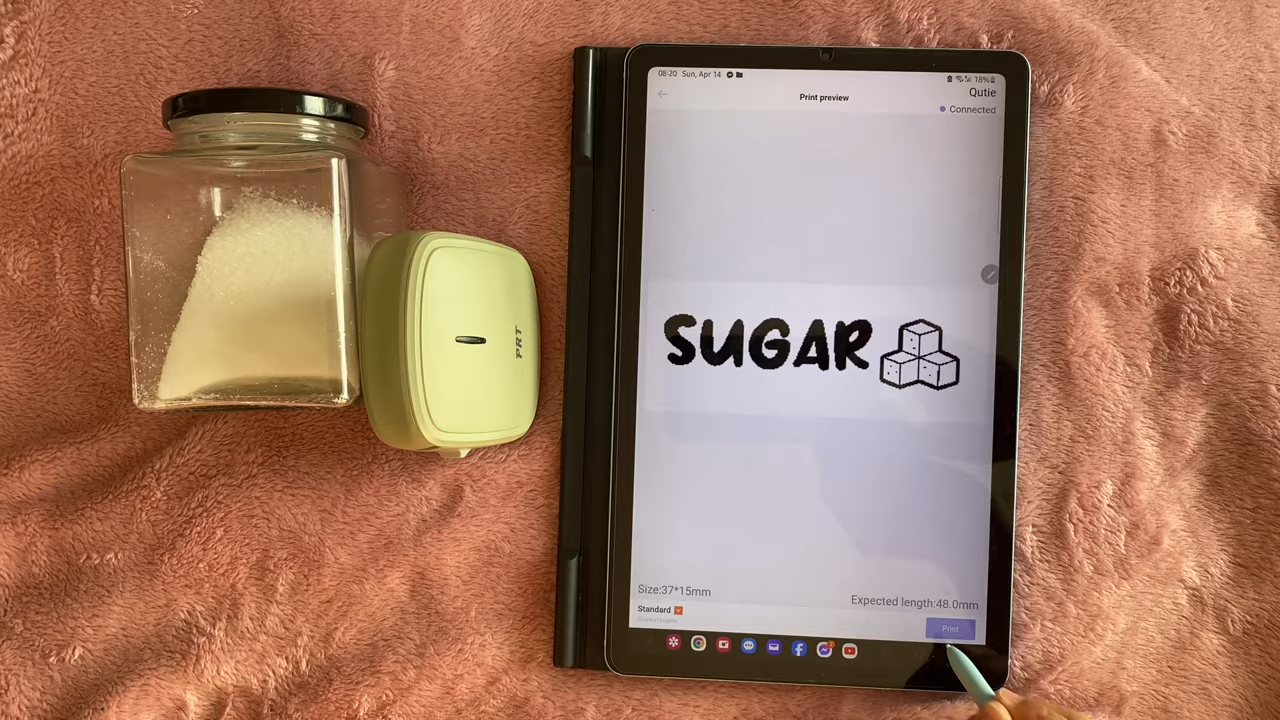 08:20 Sun, Apr 14
18%
Print preview
Qutie
Connected
PRT
SUGAR
Size:37*15mm
Expected length:48.0mm
Standard
Print